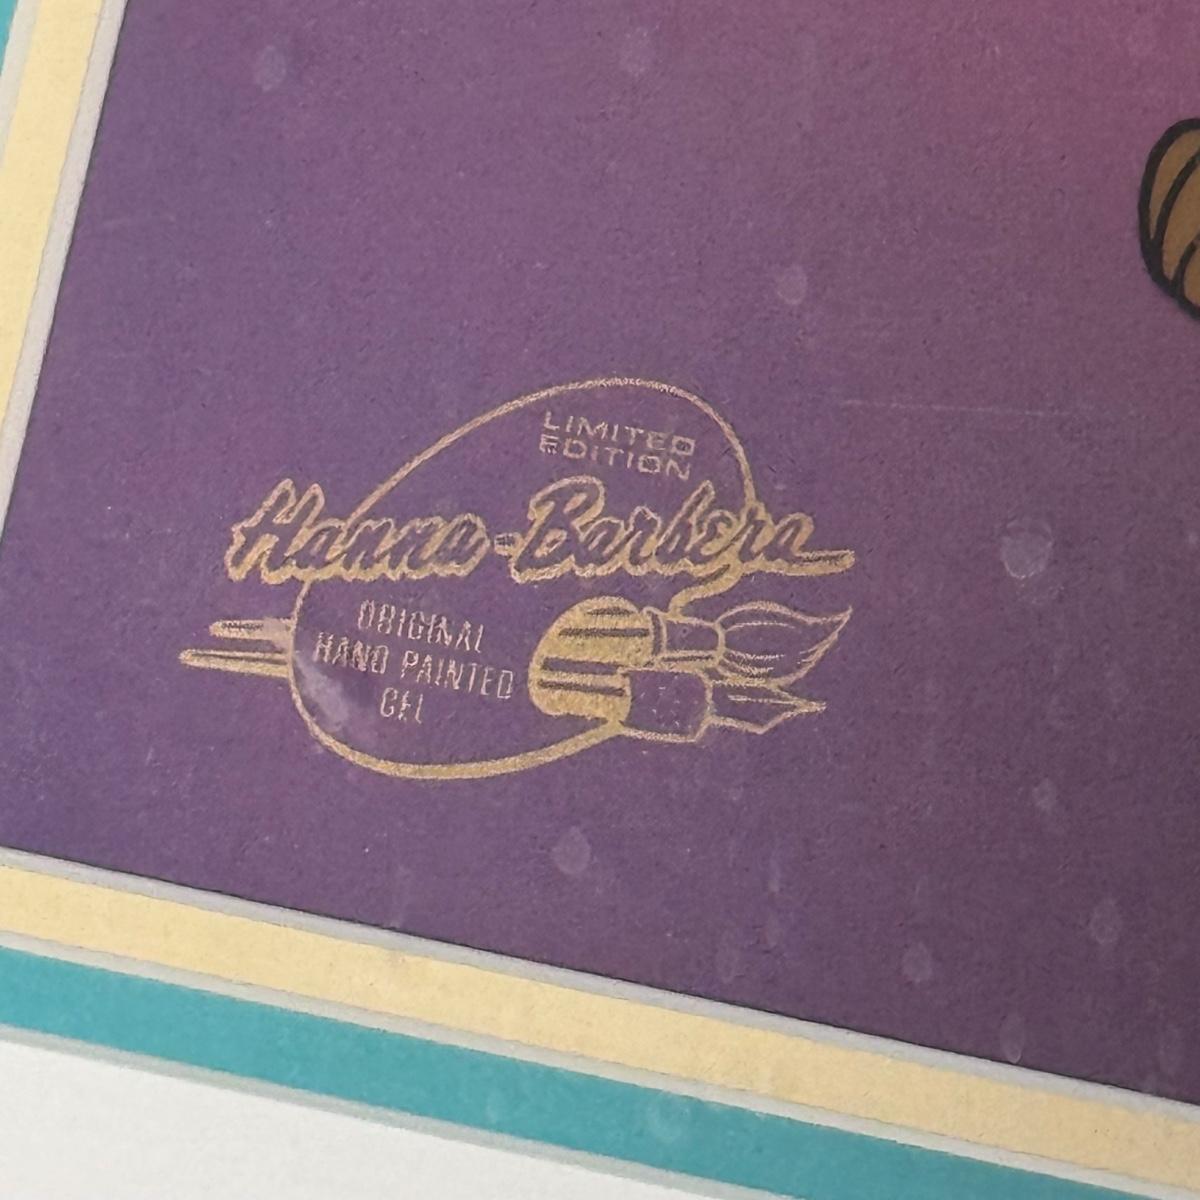 LIMITED
EDITION
Hanna-Barbera
ORIGINAL
HAND PAINTED
CEL